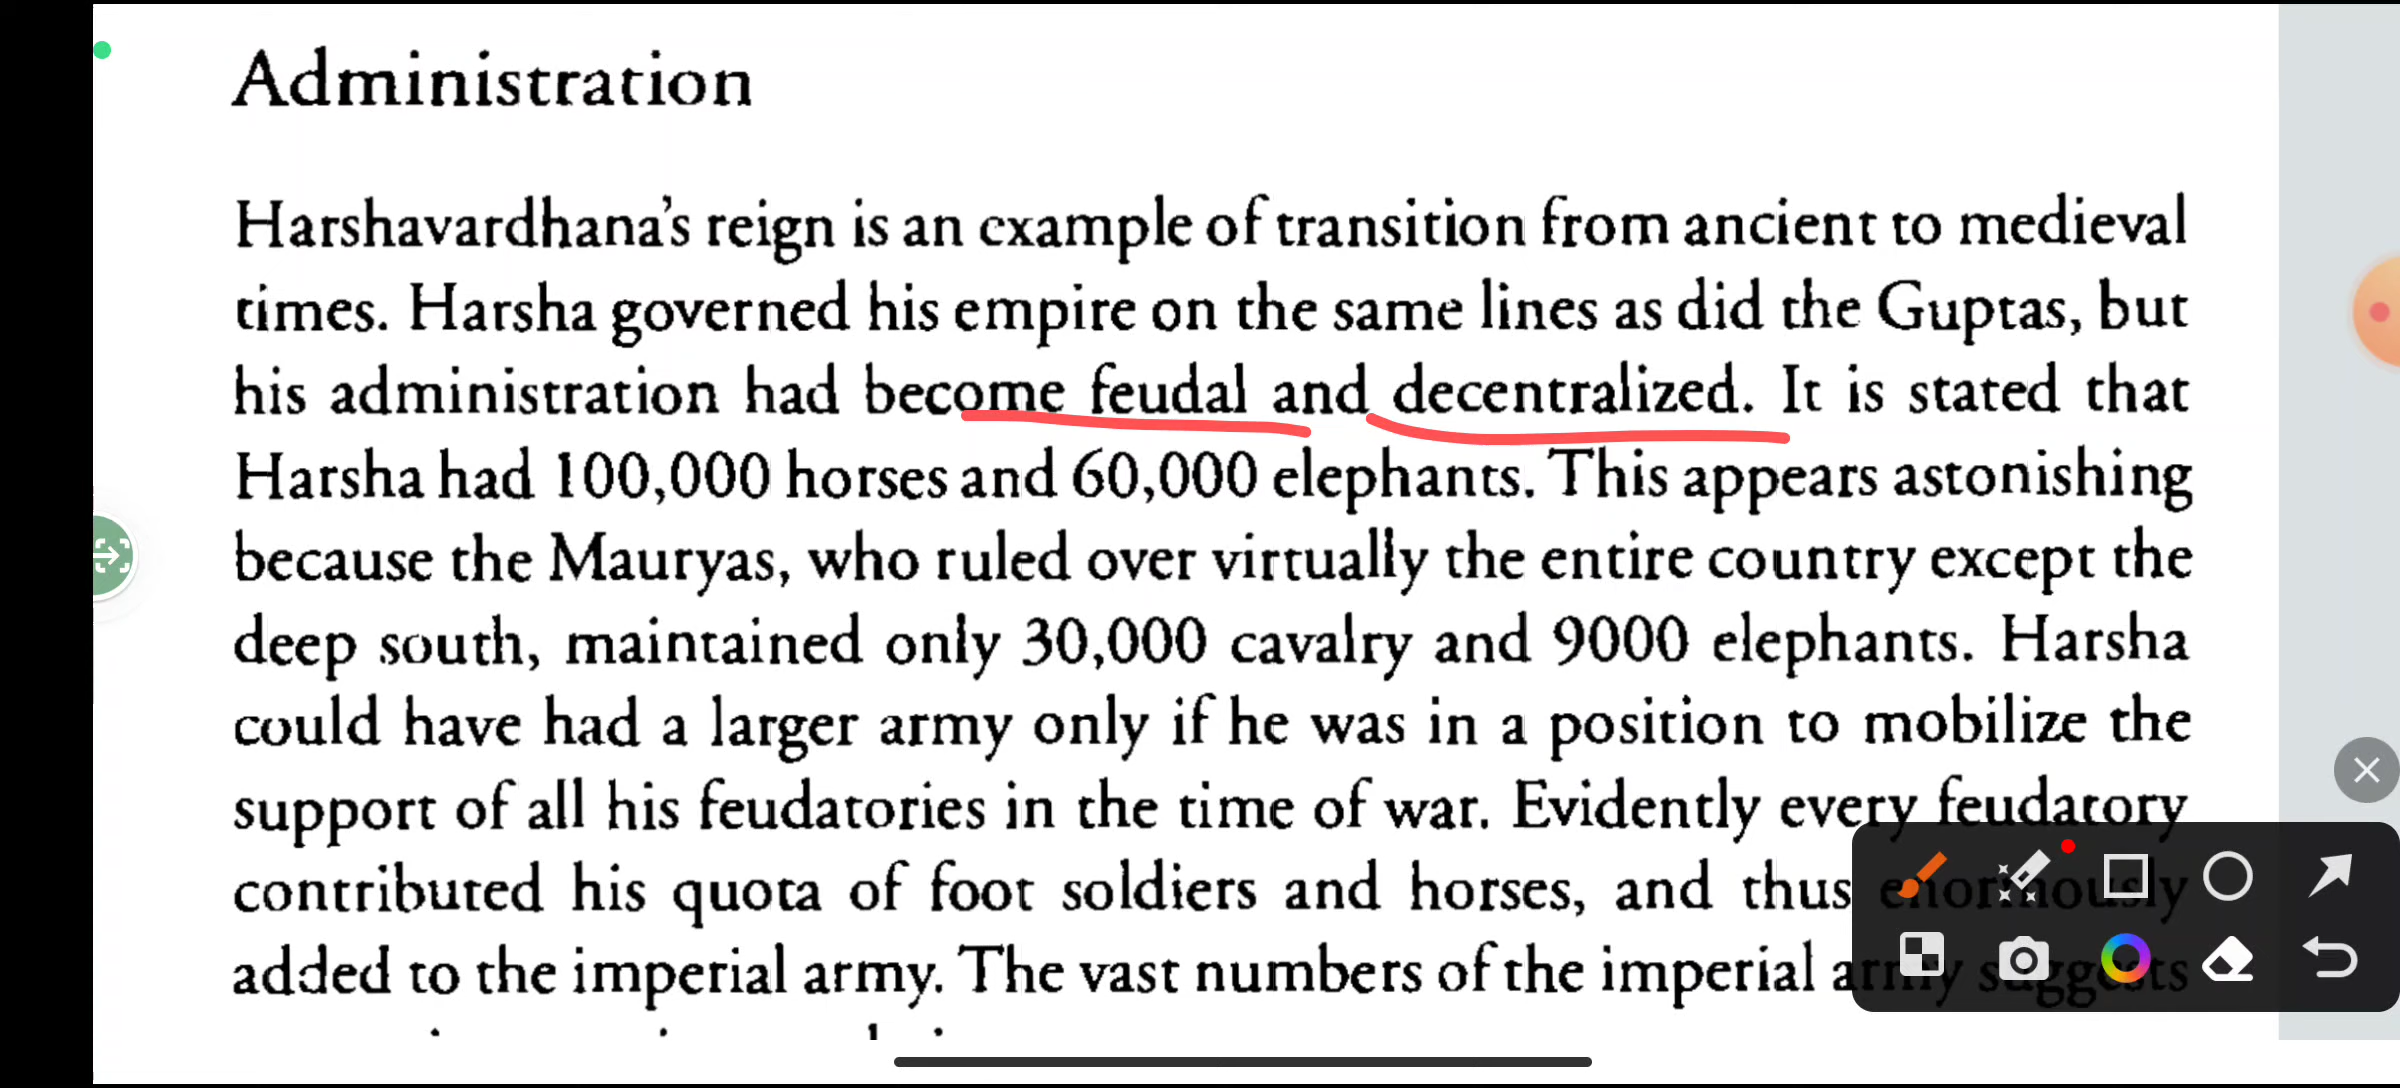 Administration
Harshavardhana's reign is an example of transition from ancient to medieval
times. Harsha governed his empire on the same lines as did the Guptas, but
his administration had become feudal and decentralized. It is stated that
Harsha had 100,000 horses and 60,000 elephants. This appears astonishing
because the Mauryas, who ruled over virtually the entire country except the
deep south, maintained only 30,000 cavalry and 9000 elephants. Harsha
could have had a larger army only if he was in a position to mobilize the
support of all his feudatories in the time of war. Evidently every feudatory
contributed his quota of foot soldiers and horses, and thus enormously
added to the imperial army. The vast numbers of the imperial army suggests